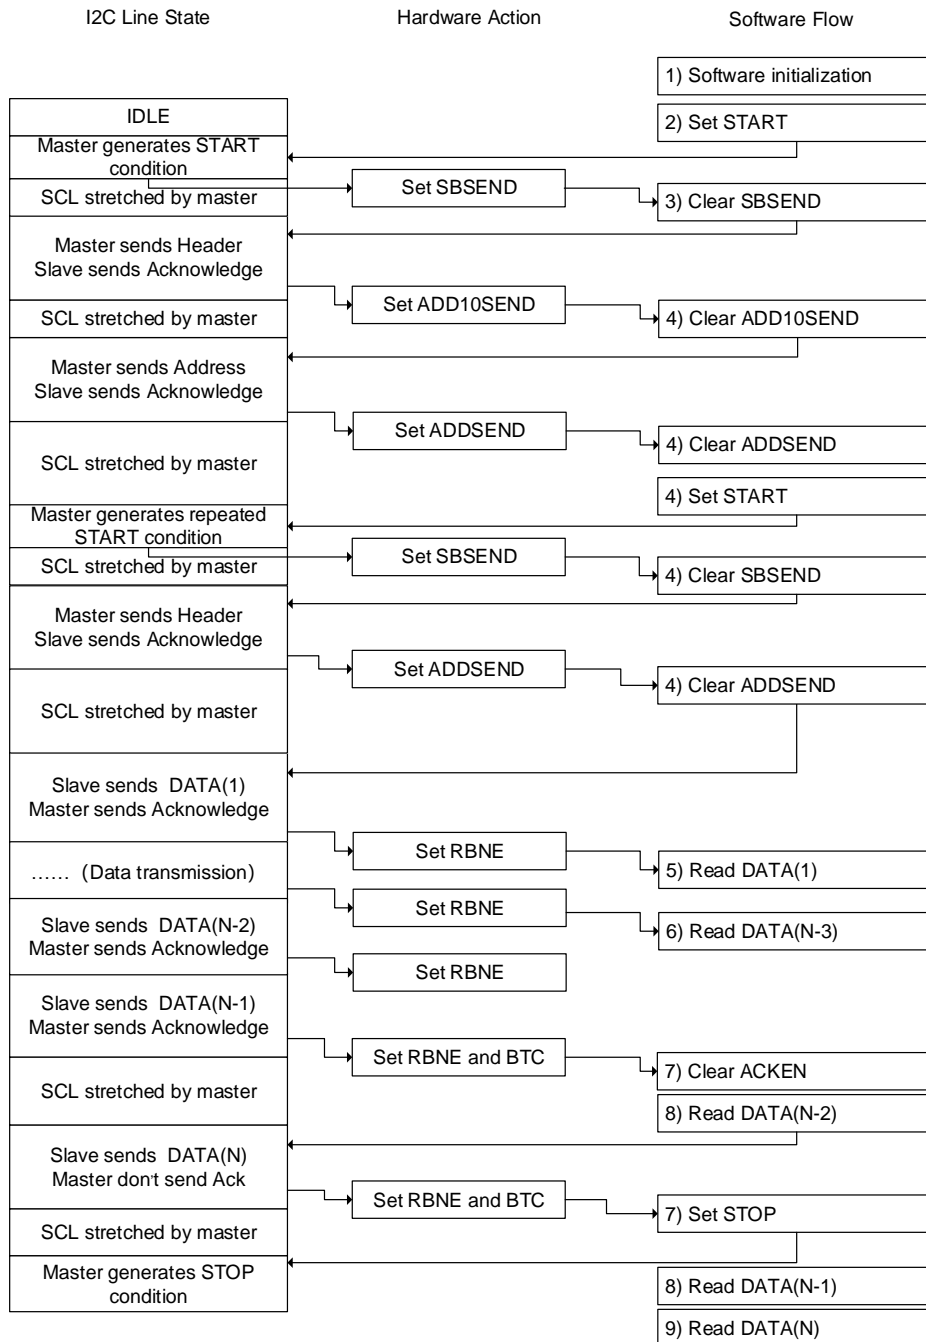 I2C Line State
Hardware Action
Software Flow
1) Software initialization
IDLE
2) Set START
Master generates START
condition
SCL stretched by master
Set SBSEND
3) Clear SBSEND
Master sends Header
Slave sends Acknowledge
SCL stretched by master
Set ADD10SEND
4) Clear ADD10SEND
Master sends Address
Slave sends Acknowledge
Set ADDSEND
4) Clear ADDSEND
SCL stretched by master
4) Set START
Master generates repeated
START condition
SCL stretched by master
Set SBSEND
4) Clear SBSEND
Master sends Header
Slave sends Acknowledge
Set ADDSEND
4) Clear ADDSEND
SCL stretched by master
Slave sends DATA(1)
Master sends Acknowledge
Set RBNE
5) Read DATA(1)
...... (Data transmission)
Set RBNE
6) Read DATA(N-3)
Slave sends DATA(N-2)
Master sends Acknowledge
Set RBNE
Slave sends DATA(N-1)
Master sends Acknowledge
Set RBNE and BTC
7) Clear ACKEN
SCL stretched by master
8) Read DATA(N-2)
Slave sends DATA(N)
Master don't send Ack
Set RBNE and BTC
7) Set STOP
SCL stretched by master
Master generates STOP
condition
8) Read DATA(N-1)
9) Read DATA(N)